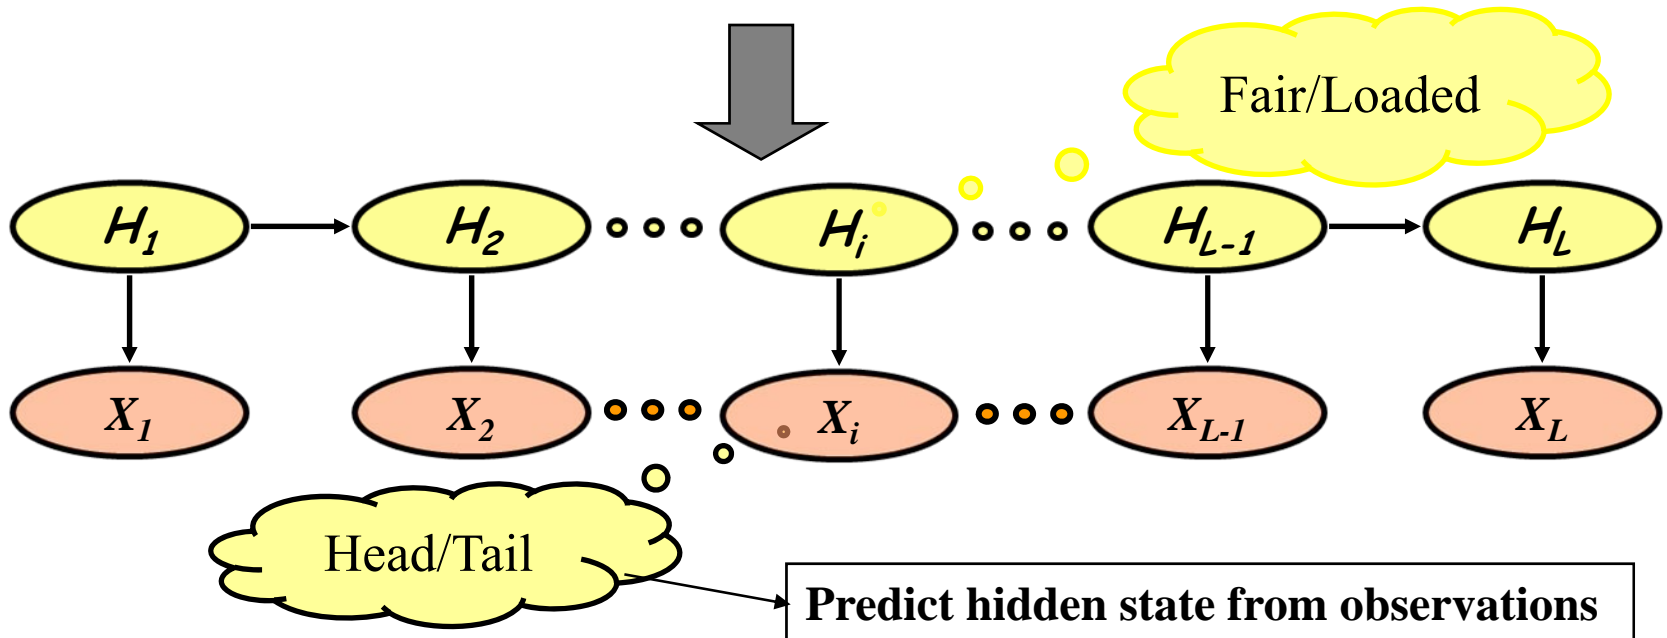 Fair/Loaded
H1 H2 Hi HL-1 HL
X1 X2 Xi XL-1 XL
Head/Tail
Predict hidden state from observations